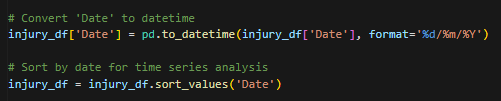 # Convert 'Date' to datetime
injury_df['Date'] = pd.to_datetime(injury_df['Date'], format='%d/%m/%Y')
# Sort by date for time series analysis
injury_df = injury_df.sort_values('Date')